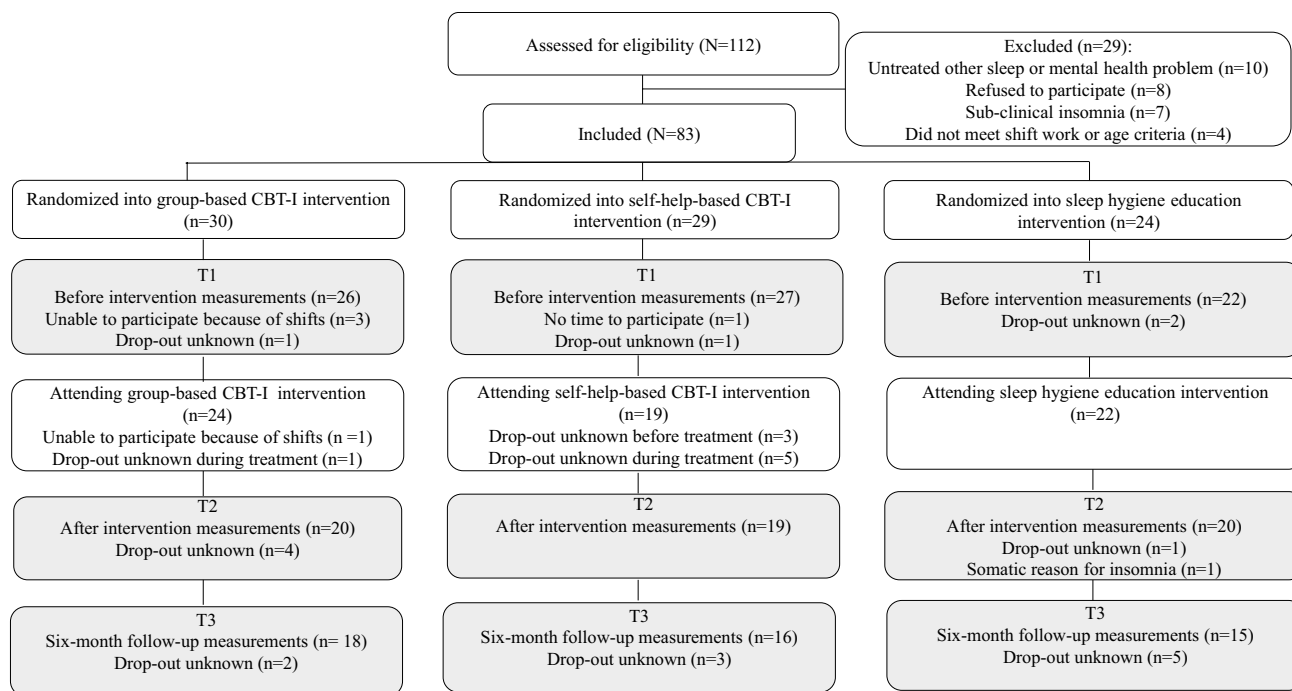 Assessed for eligibility (N=112)
Excluded (n=29):
Untreated other sleep or mental health problem (n=10)
Refused to participate (n=8)
Sub-clinical insomnia (n=7)
Did not meet shift work or age criteria (n=4)
Included (N=83)
Randomized into group-based CBT-I intervention
(n=30)
Randomized into self-help-based CBT-I
intervention (n=29)
Randomized into sleep hygiene education
intervention (n=24)
T1
Before intervention measurements (n=26)
Unable to participate because of shifts (n=3)
Drop-out unknown (n=1)
T1
Before intervention measurements (n=27)
No time to participate (n=1)
Drop-out unknown (n=1)
T1
Before intervention measurements (n=22)
Drop-out unknown (n=2)
Attending group-based CBT-I intervention
(n=24)
Unable to participate because of shifts (n =1)
Drop-out unknown during treatment (n=1)
Attending self-help-based CBT-I intervention
(n=19)
Drop-out unknown before treatment (n=3)
Drop-out unknown during treatment (n=5)
Attending sleep hygiene education intervention
(n=22)
T2
After intervention measurements (n=20)
Drop-out unknown (n=4)
T2
After intervention measurements (n=19)
T2
After intervention measurements (n=20)
Drop-out unknown (n=1)
Somatic reason for insomnia (n=1)
T3
Six-month follow-up measurements (n= 18)
Drop-out unknown (n=2)
T3
Six-month follow-up measurements (n=16)
Drop-out unknown (n=3)
T3
Six-month follow-up measurements (n=15)
Drop-out unknown (n=5)